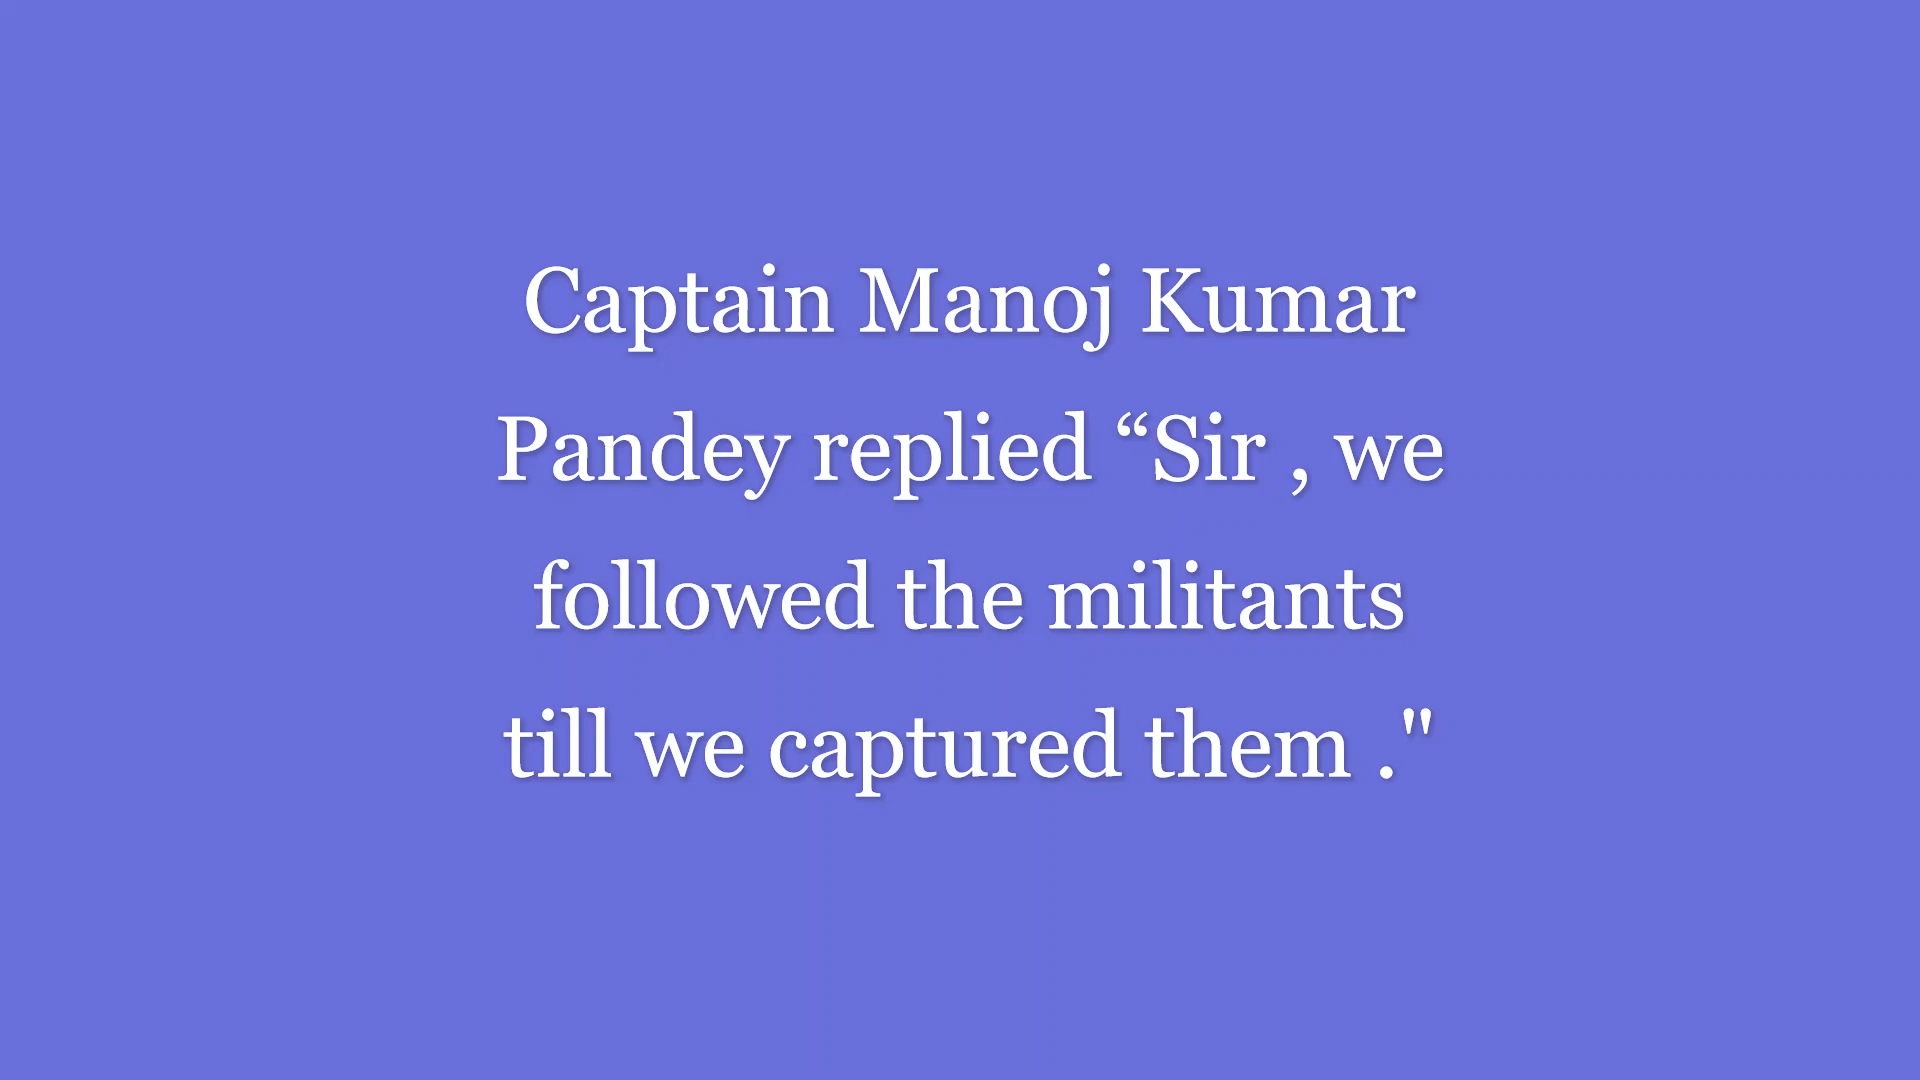 Captain Manoj Kumar
Pandey replied “Sir , we
followed the militants
till we captured them ."